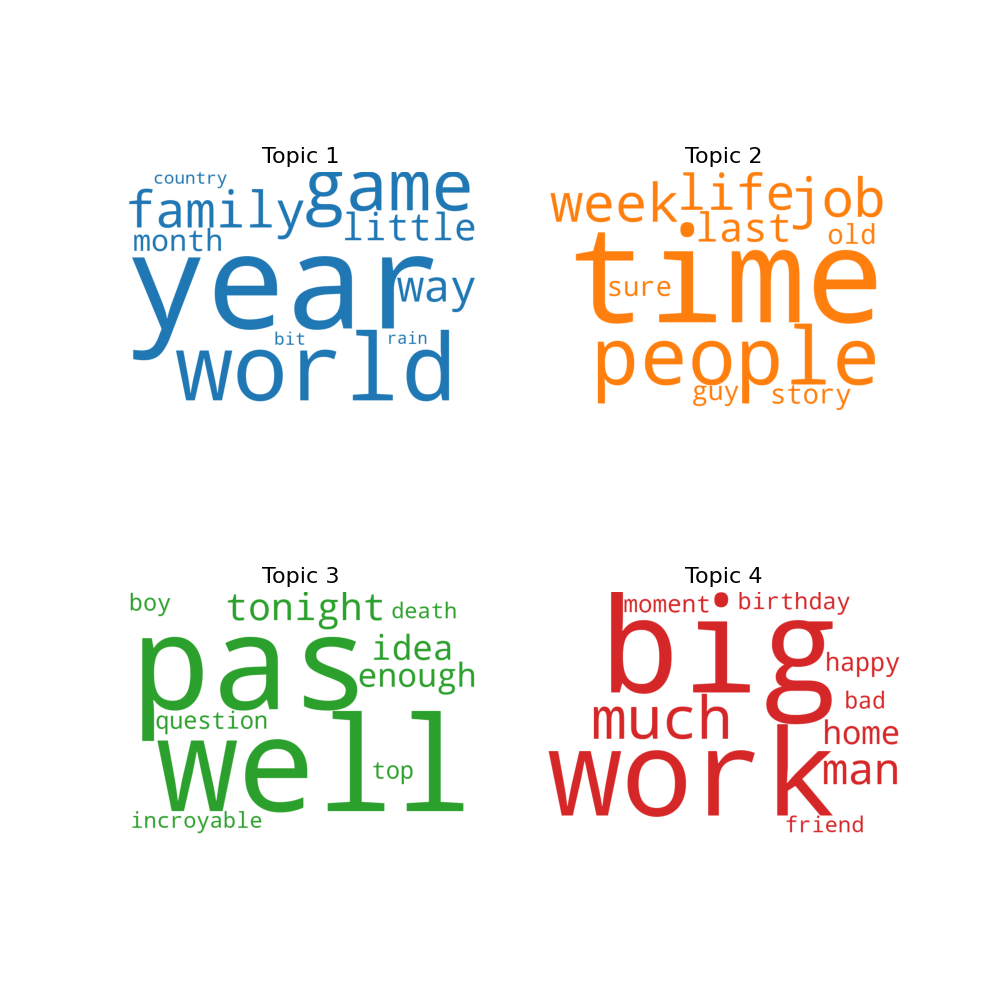 Topic 1
country
game
family
little
month
year
way
bit
rain
world
Topic 2
week
life
job
last
old
time
sure
people
guy
story
Topic 3
boy
tonight
death
pas
idea
enough
question
well
top
incroyable
Topic 4
moment
birthday
big
happy
much
bad
home
work
man
friend